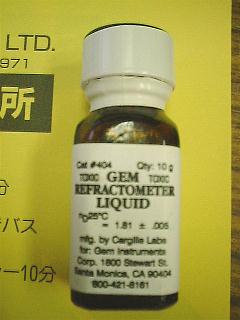 LTD.
971
所
分
バス
ー10分
Cat #404 Qty: 10 g
TOXIC GEM TOXIC
REFRACTOMETER
LIQUID
nD25°C
= 1.81 ± .005
mfg. by Cargille Labs
for: Gem Instruments
Corp. 1800 Stewart St.
Santa Monica, CA 90404
800-421-8161